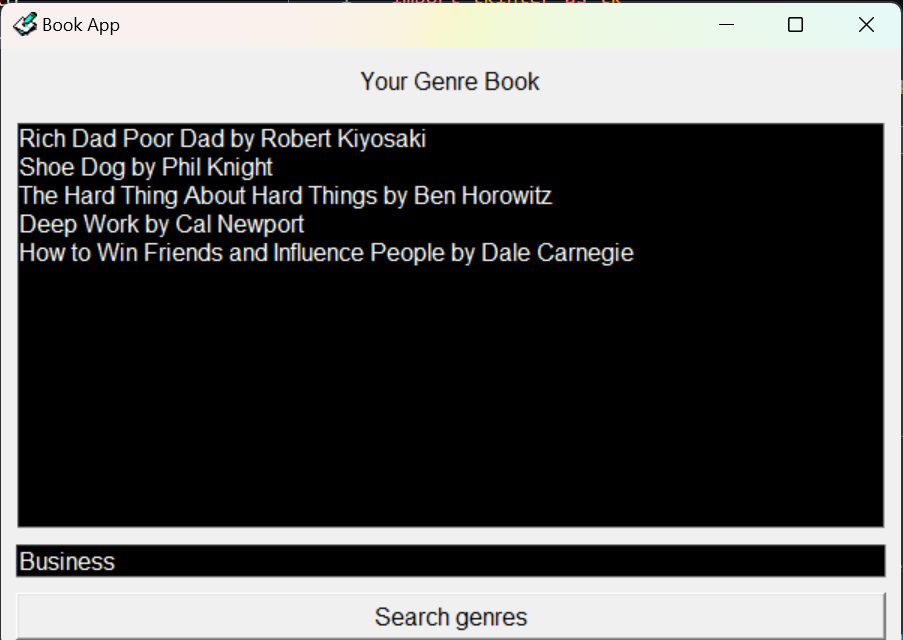 Book App
Your Genre Book
Rich Dad Poor Dad by Robert Kiyosaki
Shoe Dog by Phil Knight
The Hard Thing About Hard Things by Ben Horowitz
Deep Work by Cal Newport
How to Win Friends and Influence People by Dale Carnegie
Business
Search genres